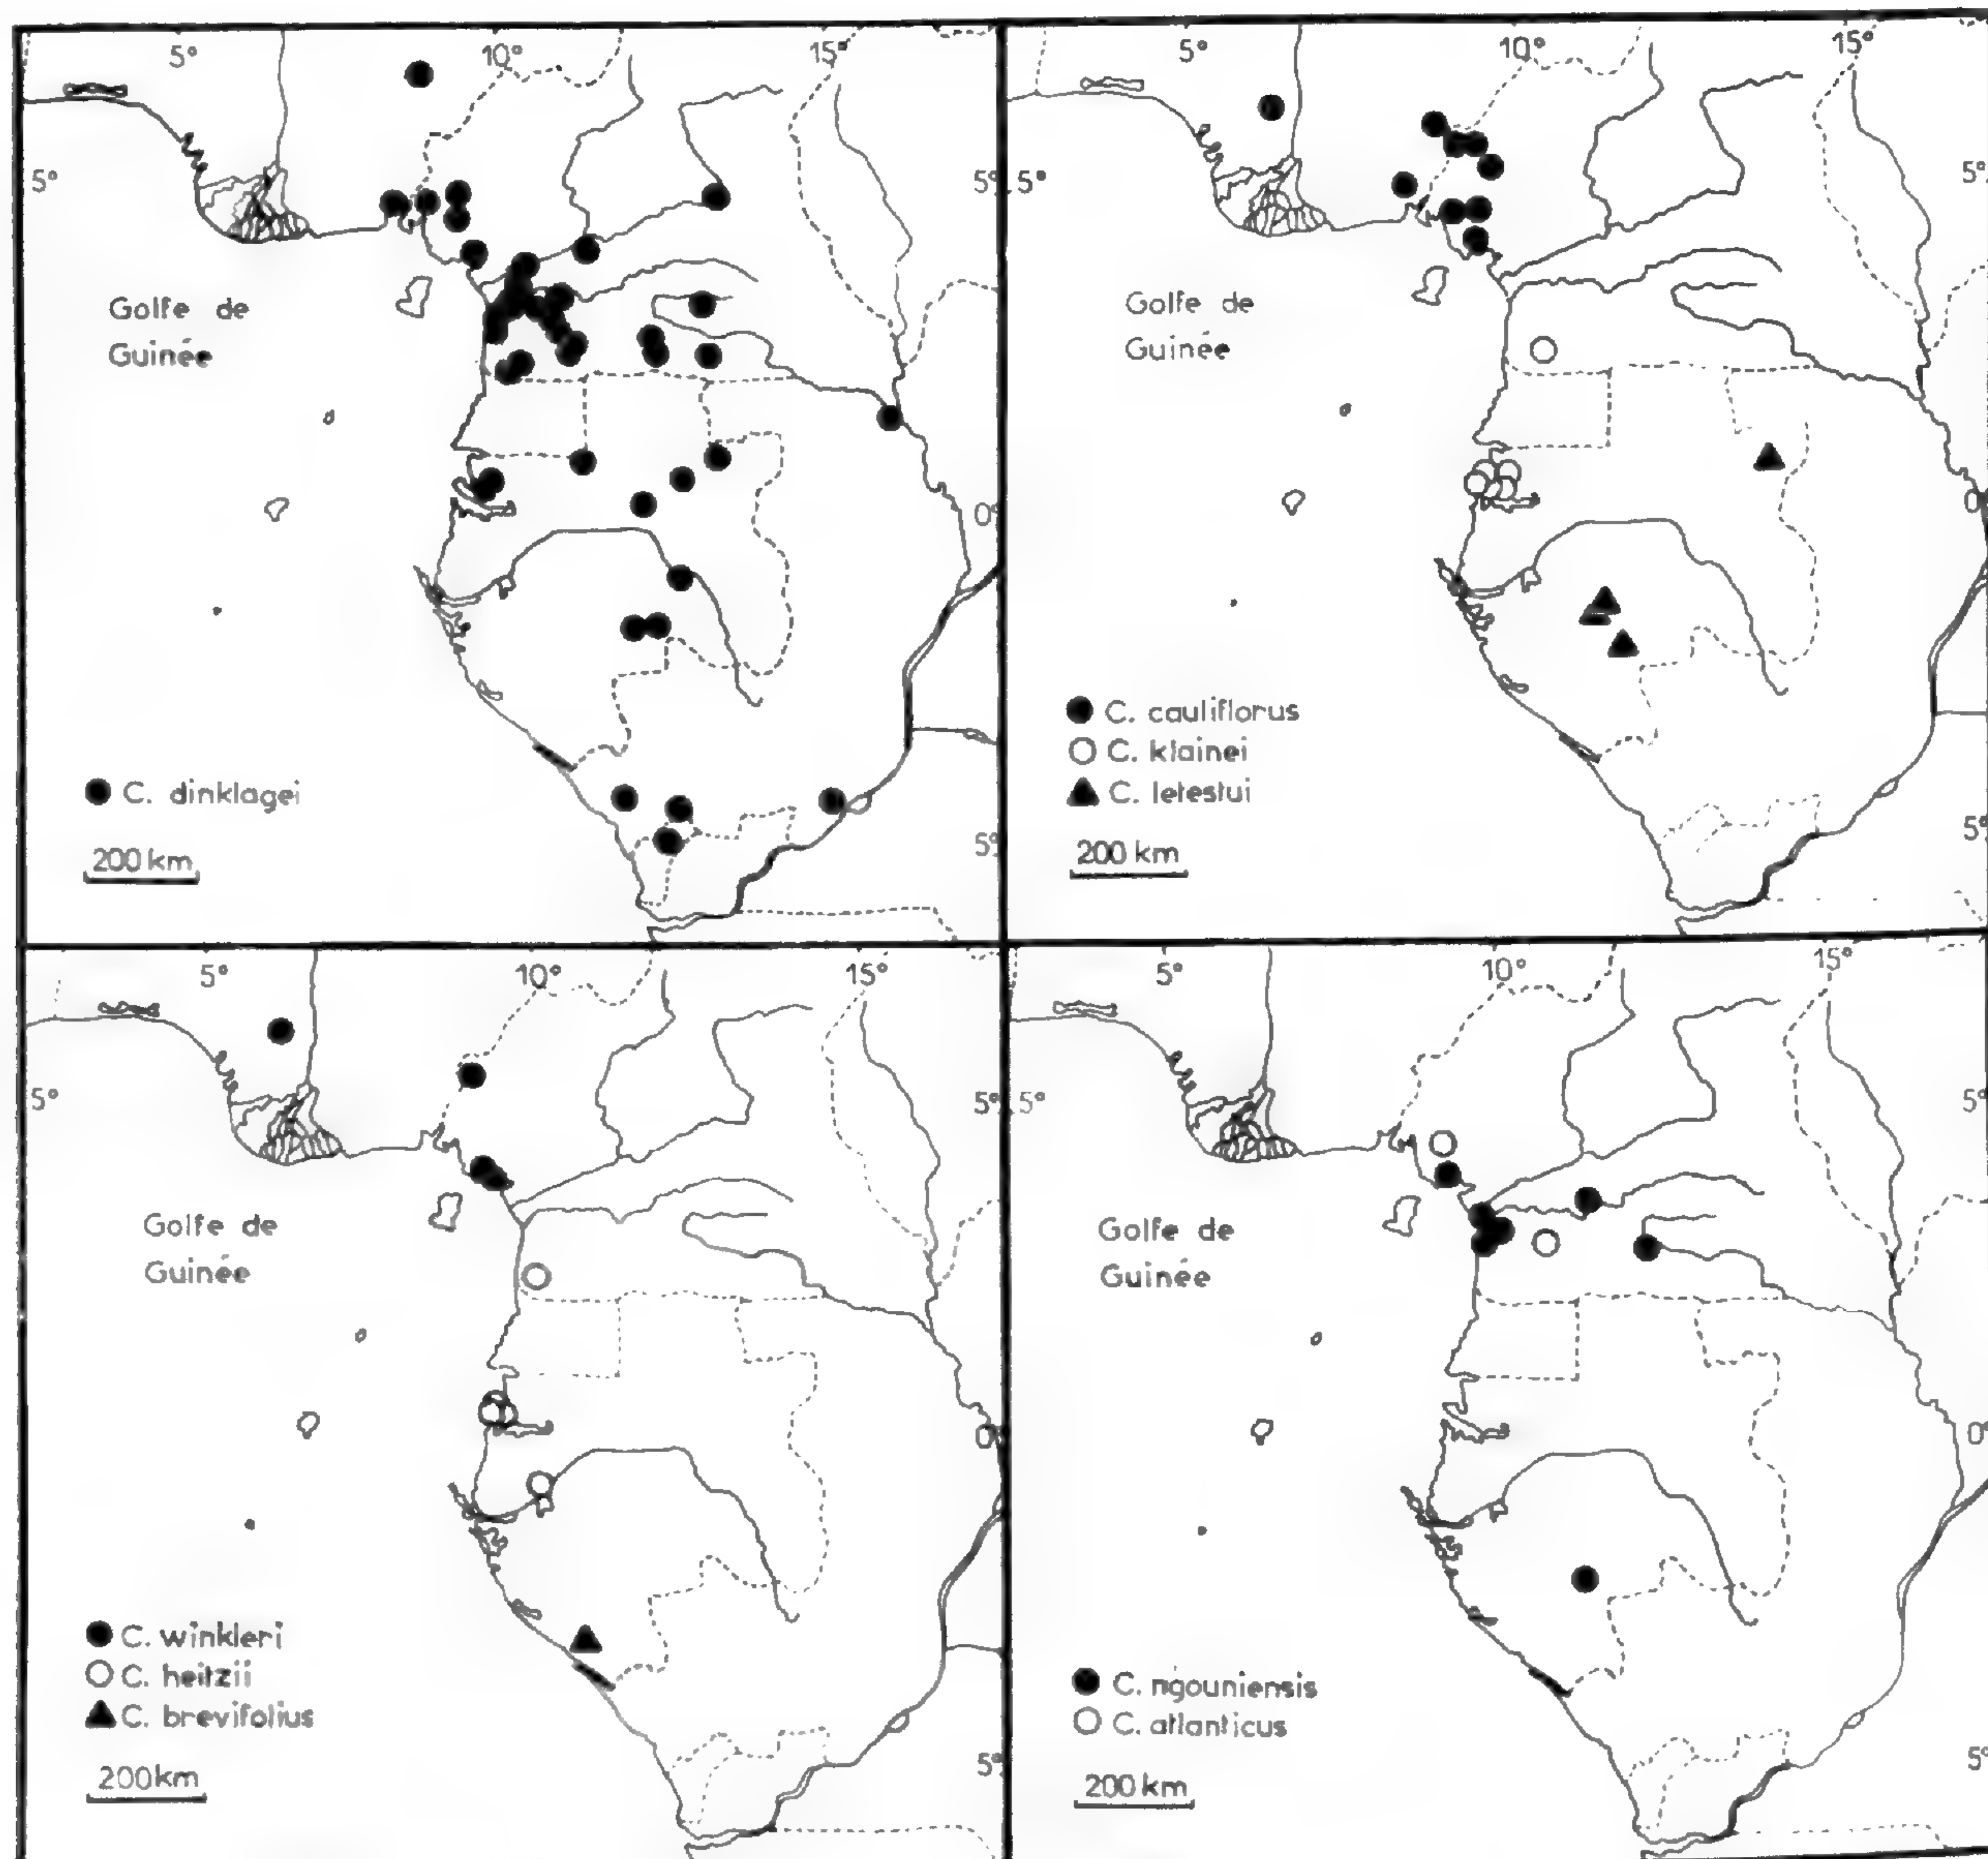 5° 10° 15°
5° 5°
Golfe de
Guinée
0°
C. dinklagei
5°
200 km
5° 10° 15°
5° 5°
Golfe de
Guinée
0°
C. cauliflorus
C. klainei
C. letestui
5°
200 km
5° 10° 15°
5° 5°
Golfe de
Guinée
0°
C. winkleri
C. heitzii
C. brevifolius
5°
200km
5° 10° 15°
5° 5°
Golfe de
Guinée
0°
C. ngouniensis
C. atlanticus
5°
200 km